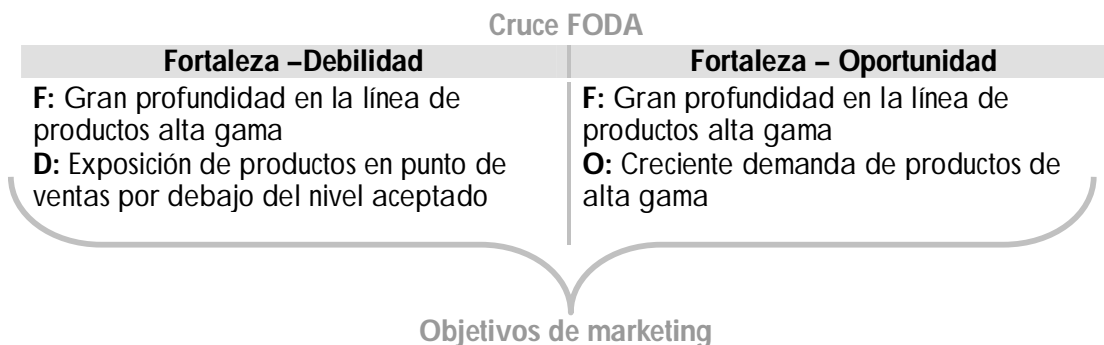 Cruce FODA
Fortaleza –Debilidad
Fortaleza – Oportunidad
F: Gran profundidad en la línea de
productos alta gama
D: Exposición de productos en punto de
ventas por debajo del nivel aceptado
F: Gran profundidad en la línea de
productos alta gama
O: Creciente demanda de productos de
alta gama
Objetivos de marketing